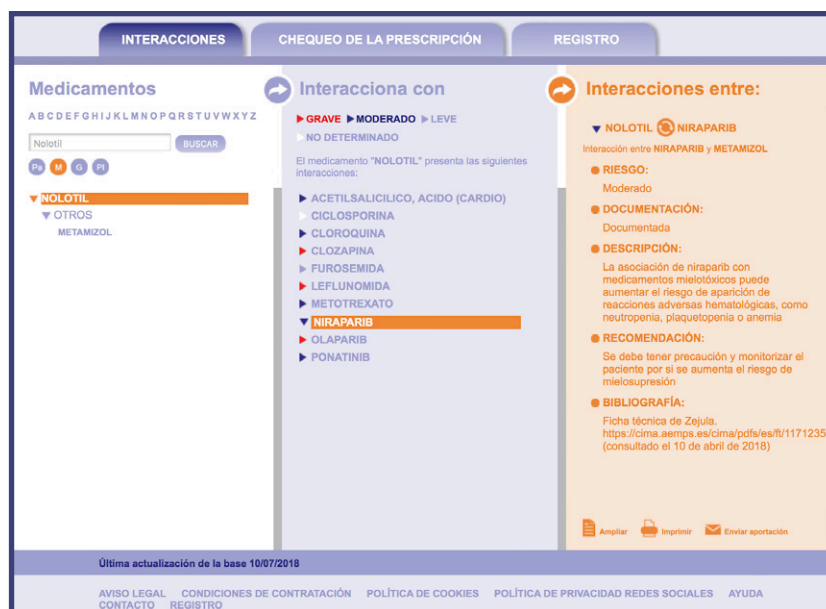 INTERACCIONES
CHEQUEO DE LA PRESCRIPCIÓN
REGISTRO
Medicamentos
A B C D E F G H I J K L M N O P Q R S T U V W X Y Z
Nolotil
BUSCAR
Pa M G PI
NOLOTIL
OTROS
METAMIZOL
Interacciona con
GRAVE MODERADO LEVE
NO DETERMINADO
El medicamento "NOLOTIL" presenta las siguientes
interacciones:
ACETILSALICILICO, ACIDO (CARDIO)
CICLOSPORINA
CLOROQUINA
CLOZAPINA
FUROSEMIDA
LEFLUNOMIDA
METOTREXATO
NIRAPARIB
OLAPARIB
PONATINIB
Interacciones entre:
NOLOTIL NIRAPARIB
Interacción entre NIRAPARIB y METAMIZOL
RIESGO:
Moderado
DOCUMENTACIÓN:
Documentada
DESCRIPCIÓN:
La asociación de niraparib con
medicamentos mielotóxicos puede
aumentar el riesgo de aparición de
reacciones adversas hematológicas, como
neutropenia, plaquetopenia o anemia
RECOMENDACIÓN:
Se debe tener precaución y monitorizar el
paciente por si se aumenta el riesgo de
mielosupresión
BIBLIOGRAFÍA:
Ficha técnica de Zejula.
https://cima.aemps.es/cima/pdfs/es/ft/1171235
(consultado el 10 de abril de 2018)
Ampliar Imprimir Enviar aportación
Última actualización de la base 10/07/2018
AVISO LEGAL CONDICIONES DE CONTRATACIÓN POLÍTICA DE COOKIES POLÍTICA DE PRIVACIDAD REDES SOCIALES AYUDA
CONTACTO REGISTRO